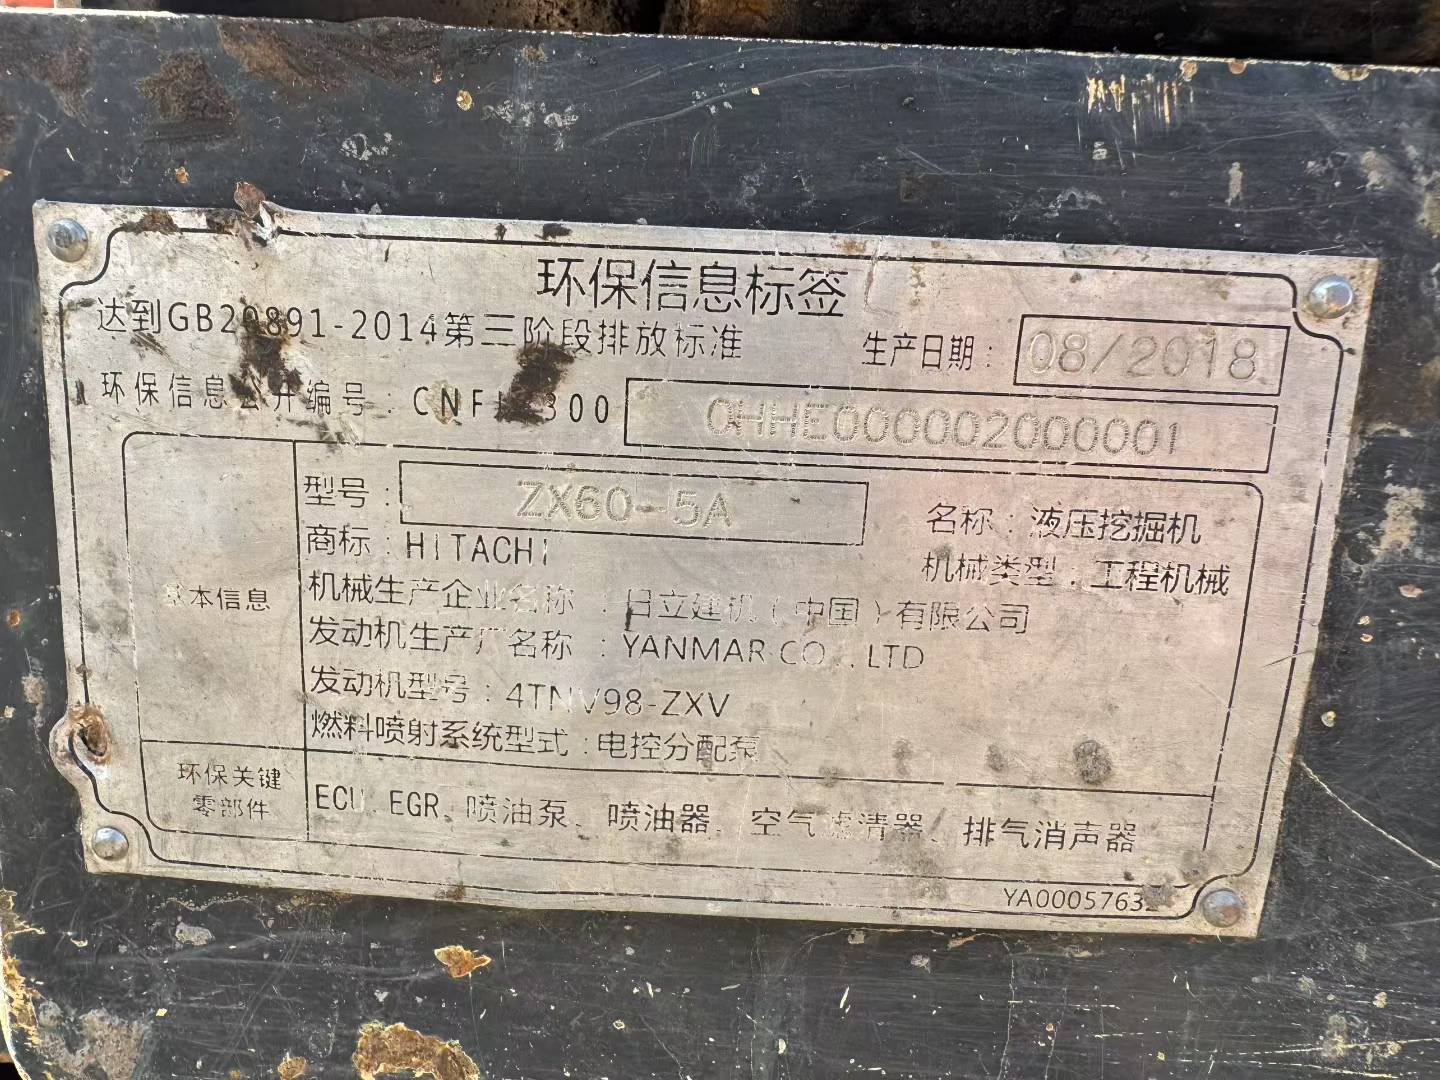 环保信息标签
达到GB20891-2014第三阶段排放标准 生产日期：08/2018
环保信息公开编号：CNFJ 300 0HHE000002000001
基本信息
型号：ZX60-5A 名称：液压挖掘机
商标：HITACHI 机械类型：工程机械
机械生产企业名称：日立建机（中国）有限公司
发动机生产厂名称：YANMAR CO., LTD
发动机型号：4TNV98-ZXV
燃料喷射系统型式：电控分配泵
环保关键零部件
ECU、EGR、喷油泵、喷油器、空气滤清器、排气消声器
YA0005763